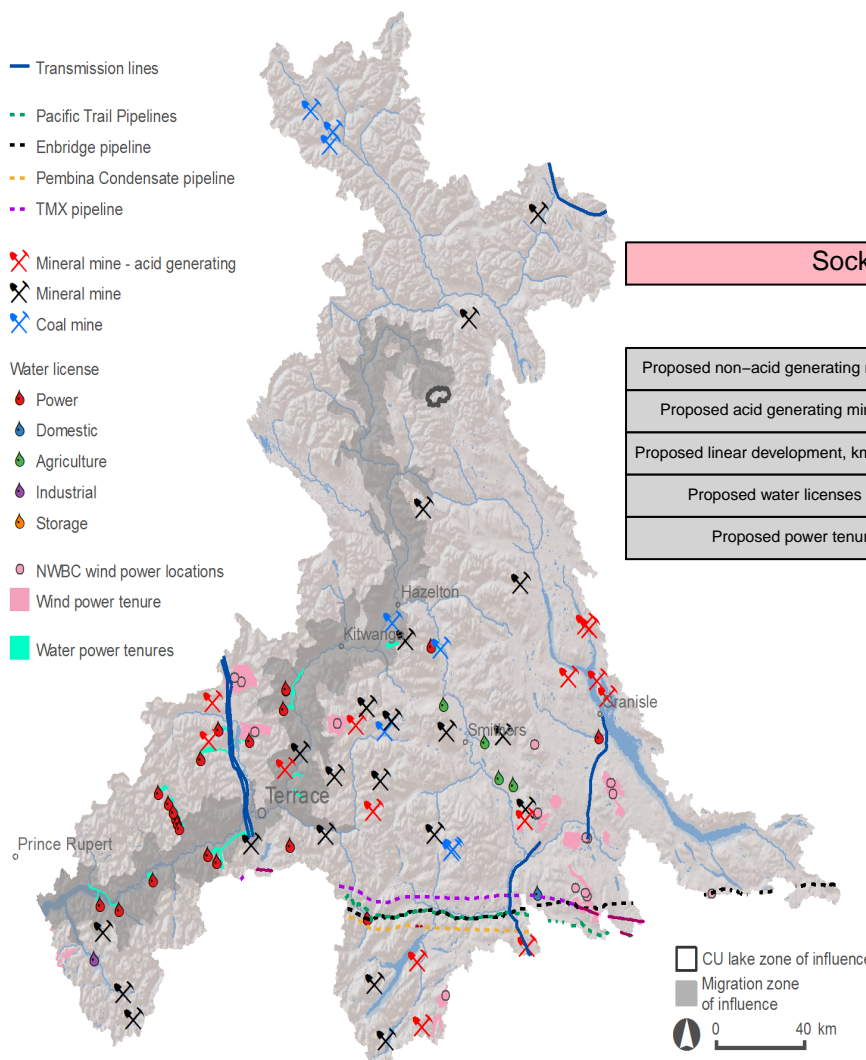 Transmission lines
Pacific Trail Pipelines
Enbridge pipeline
Pembina Condensate pipeline
TMX pipeline
Mineral mine - acid generating
Mineral mine
Coal mine
Water license
Power
Domestic
Agriculture
Industrial
Storage
NWBC wind power locations
Wind power tenure
Water power tenures
Sock
Proposed non–acid generating
Proposed acid generating
Proposed linear development,
Proposed water licenses
Proposed power
Hazelton
Kitwanga
Granisle
Smithers
Terrace
Prince Rupert
CU lake zone of influence
Migration zone
of influence
0 40 km